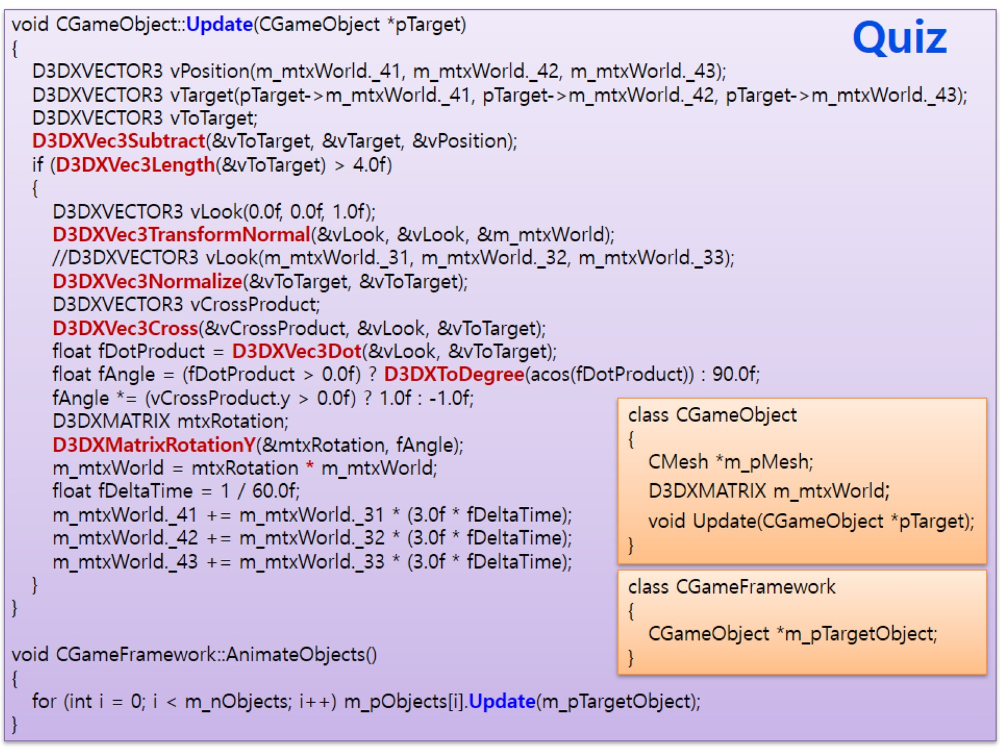 Quiz
void CGameObject::Update(CGameObject *pTarget)
{
D3DXVECTOR3 vPosition(m_mtxWorld._41, m_mtxWorld._42, m_mtxWorld._43);
D3DXVECTOR3 vTarget(pTarget->m_mtxWorld._41, pTarget->m_mtxWorld._42, pTarget->m_mtxWorld._43);
D3DXVECTOR3 vToTarget;
D3DXVec3Subtract(&vToTarget, &vTarget, &vPosition);
if (D3DXVec3Length(&vToTarget) > 4.0f)
{
D3DXVECTOR3 vLook(0.0f, 0.0f, 1.0f);
D3DXVec3TransformNormal(&vLook, &vLook, &m_mtxWorld);
//D3DXVECTOR3 vLook(m_mtxWorld._31, m_mtxWorld._32, m_mtxWorld._33);
D3DXVec3Normalize(&vToTarget, &vToTarget);
D3DXVECTOR3 vCrossProduct;
D3DXVec3Cross(&vCrossProduct, &vLook, &vToTarget);
float fDotProduct = D3DXVec3Dot(&vLook, &vToTarget);
float fAngle = (fDotProduct > 0.0f) ? D3DXToDegree(acos(fDotProduct)) : 90.0f;
fAngle *= (vCrossProduct.y > 0.0f) ? 1.0f : -1.0f;
D3DXMATRIX mtxRotation;
D3DXMatrixRotationY(&mtxRotation, fAngle);
m_mtxWorld = mtxRotation * m_mtxWorld;
float fDeltaTime = 1 / 60.0f;
m_mtxWorld._41 += m_mtxWorld._31 * (3.0f * fDeltaTime);
m_mtxWorld._42 += m_mtxWorld._32 * (3.0f * fDeltaTime);
m_mtxWorld._43 += m_mtxWorld._33 * (3.0f * fDeltaTime);
}
}
void CGameFramework::AnimateObjects()
{
for (int i = 0; i < m_nObjects; i++) m_pObjects[i].Update(m_pTargetObject);
}
class CGameObject
{
CMesh *m_pMesh;
D3DXMATRIX m_mtxWorld;
void Update(CGameObject *pTarget);
}
class CGameFramework
{
CGameObject *m_pTargetObject;
}